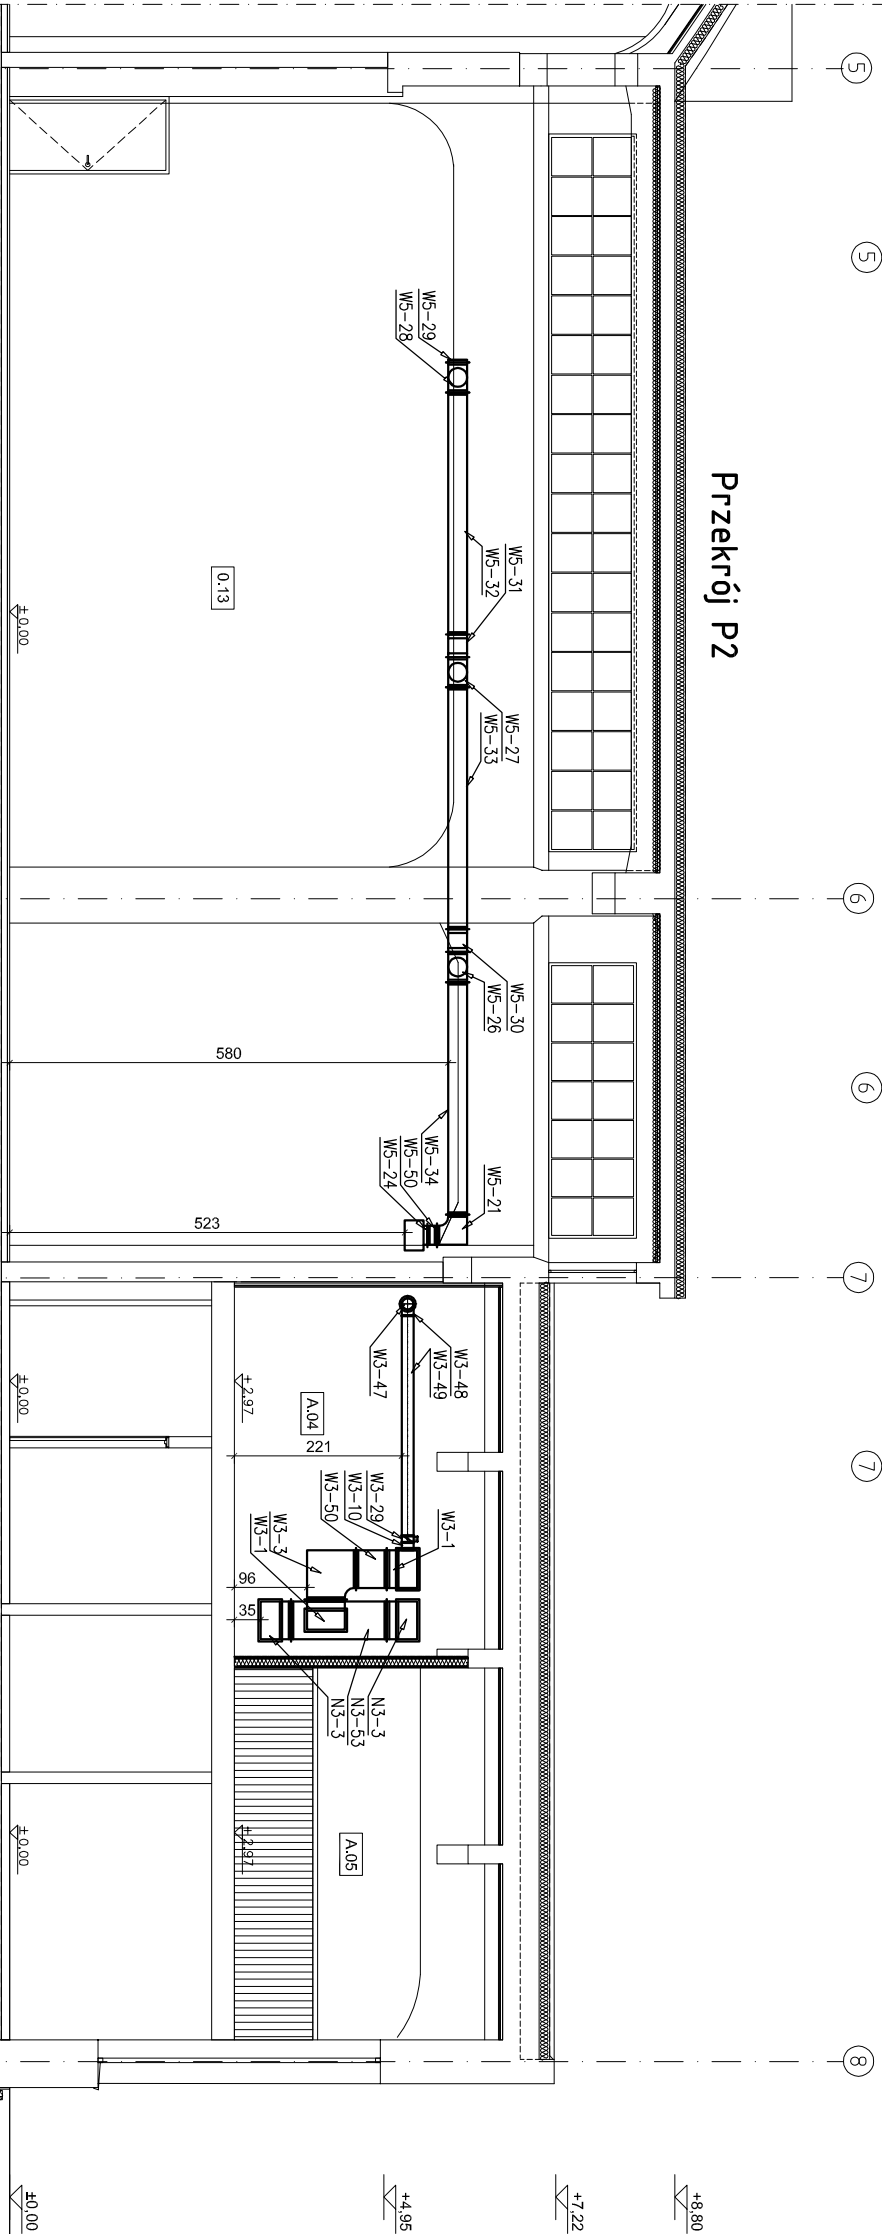 Przekrój P2
5
5
6
6
7
7
8
W5-29
W5-28
W5-31
W5-32
W5-27
W5-33
W5-30
W5-26
W5-34
W5-50
W5-24
W5-21
0.13
±0,00
580
523
W3-48
W3-49
W3-47
A.04
+2,97
±0,00
221
W3-29
W3-10
W3-50
W3-1
W3-3
W3-1
96
35
N3-3
N3-53
N3-3
A.05
+2,97
±0,00
+8,80
+7,22
+4,95
±0,00